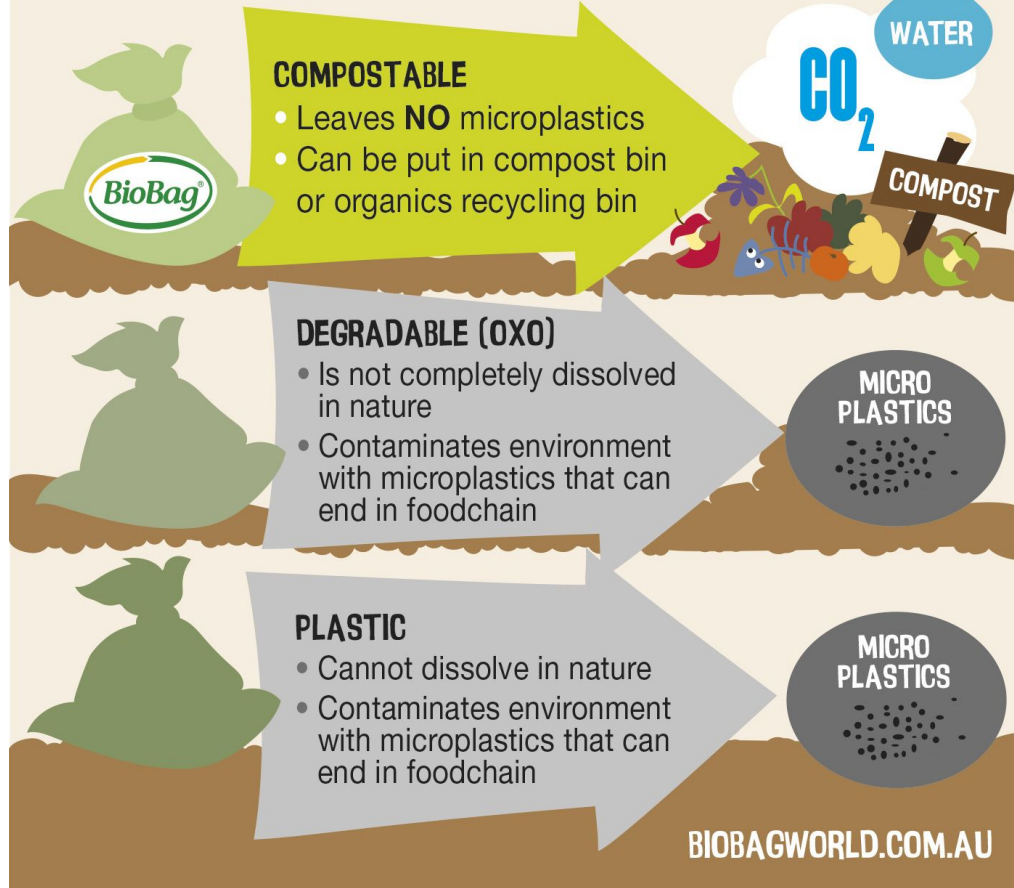 WATER
CO2
COMPOSTABLE
• Leaves NO microplastics
• Can be put in compost bin
or organics recycling bin
BioBag®
COMPOST
DEGRADABLE (OXO)
• Is not completely dissolved
in nature
• Contaminates environment
with microplastics that can
end in foodchain
MICRO
PLASTICS
PLASTIC
• Cannot dissolve in nature
• Contaminates environment
with microplastics that can
end in foodchain
MICRO
PLASTICS
BIOBAGWORLD.COM.AU